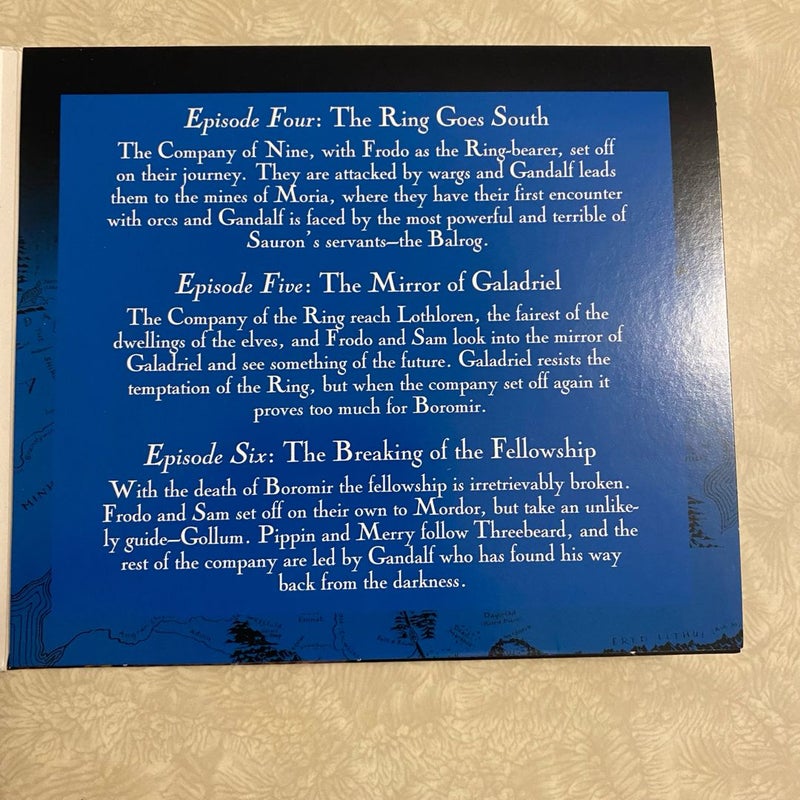 Episode Four: The Ring Goes South
The Company of Nine, with Frodo as the Ring-bearer, set off
on their journey. They are attacked by wargs and Gandalf leads
them to the mines of Moria, where they have their first encounter
with orcs and Gandalf is faced by the most powerful and terrible of
Sauron's servants—the Balrog.
Episode Five: The Mirror of Galadriel
The Company of the Ring reach Lothloren, the fairest of the
dwellings of the elves, and Frodo and Sam look into the mirror of
Galadriel and see something of the future. Galadriel resists the
temptation of the Ring, but when the company set off again it
proves too much for Boromir.
Episode Six: The Breaking of the Fellowship
With the death of Boromir the fellowship is irretrievably broken.
Frodo and Sam set off on their own to Mordor, but take an unlike-
ly guide—Gollum. Pippin and Merry follow Threebeard, and the
rest of the company are led by Gandalf who has found his way
back from the darkness.